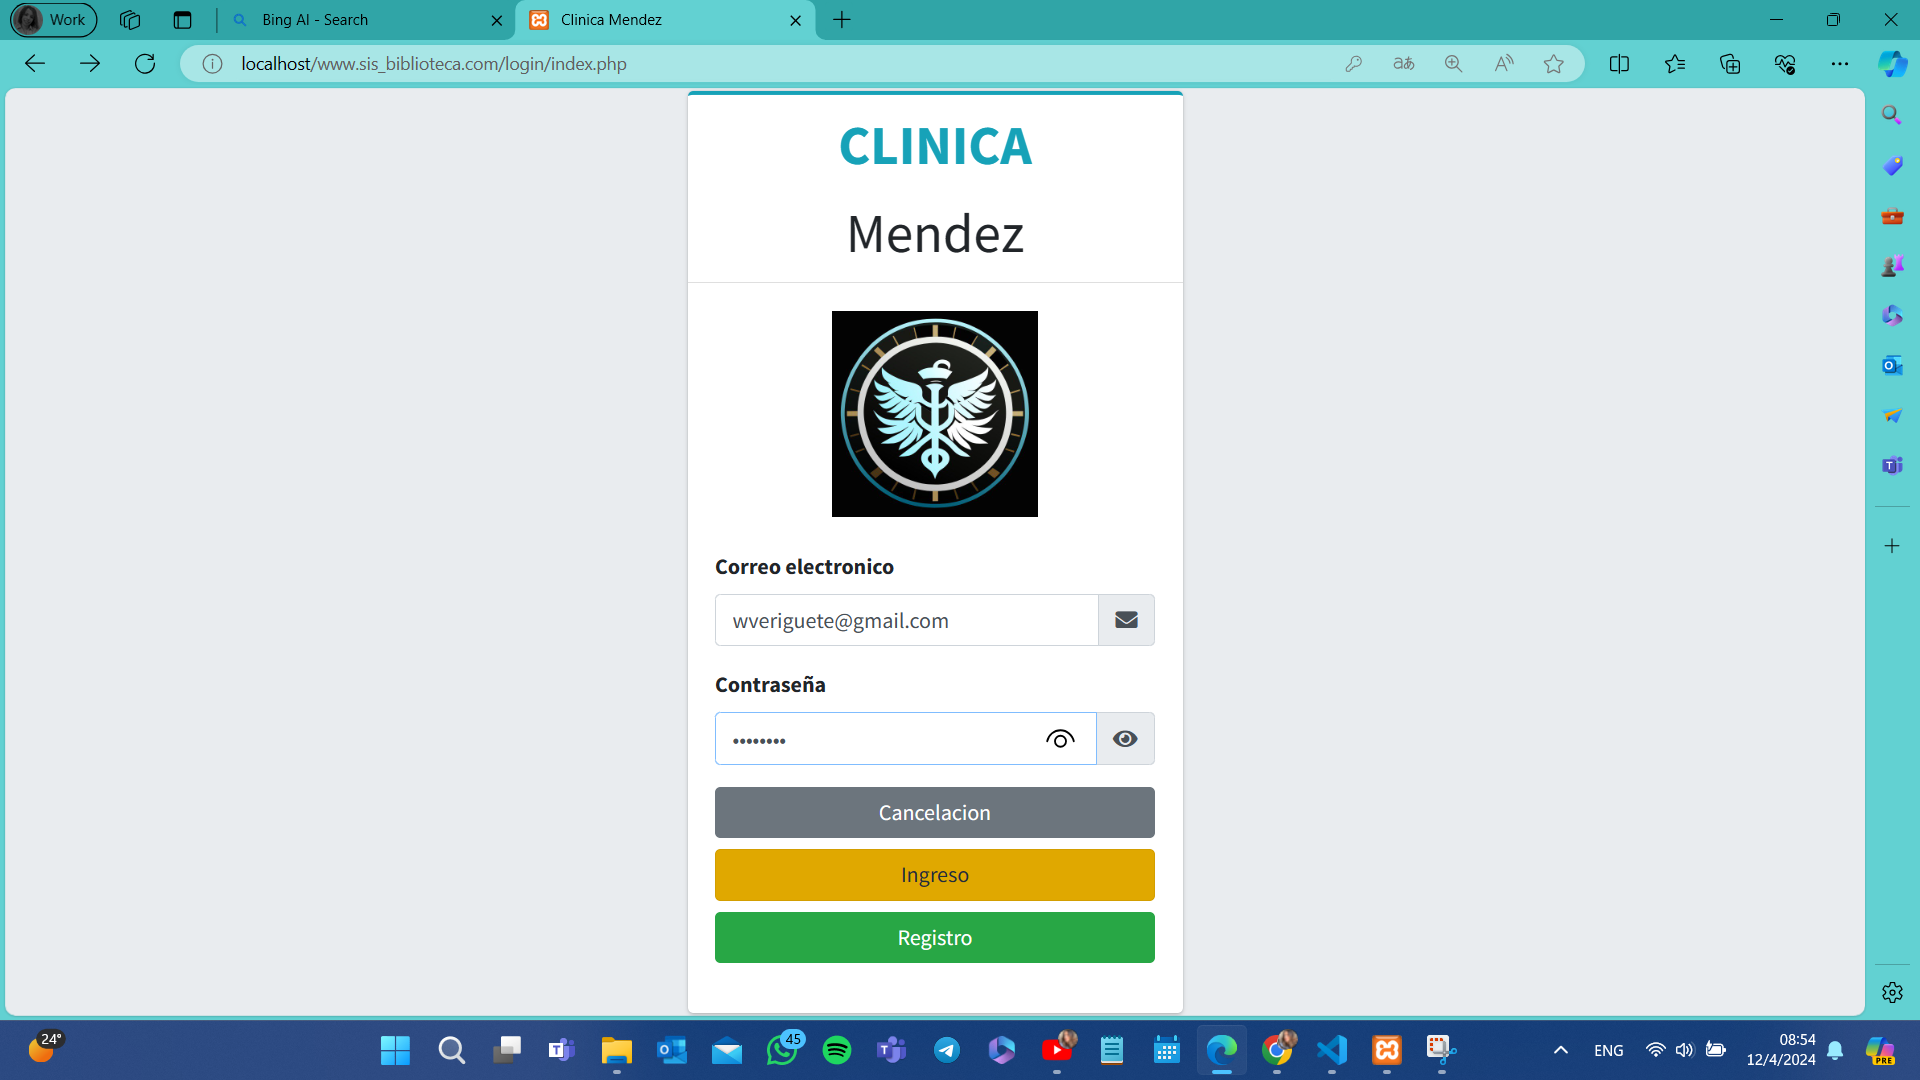 Work
Bing AI - Search
Clinica Mendez
localhost/www.sis_biblioteca.com/login/index.php
CLINICA
Mendez
Correo electronico
wveriguete@gmail.com
Contraseña
Cancelacion
Ingreso
Registro
24°
45
ENG
08:54
12/4/2024
PRE